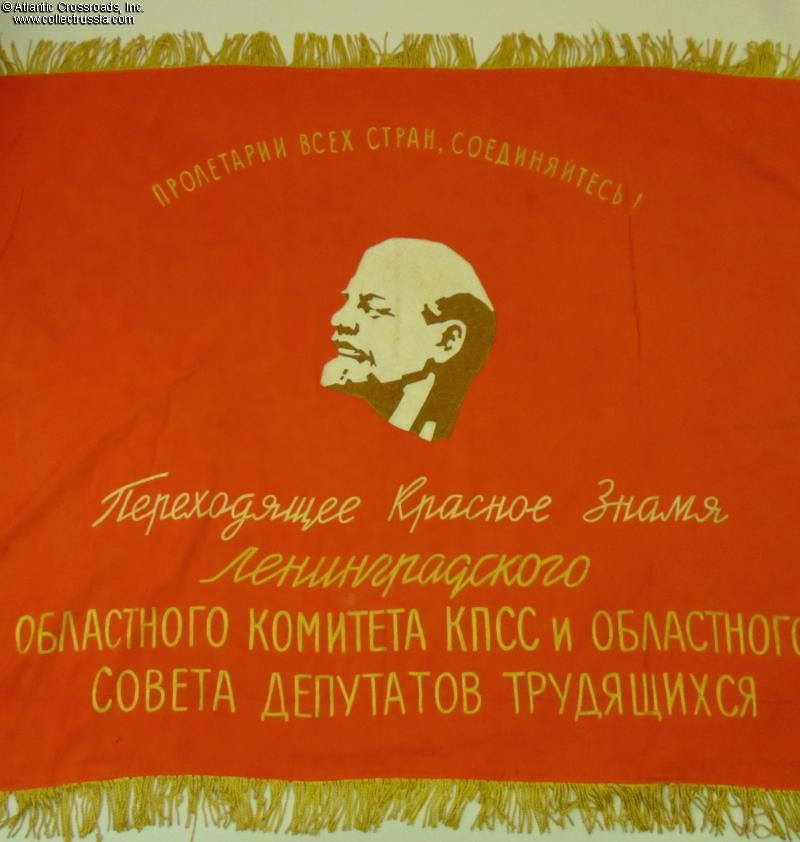 © Atlantic Crossroads, Inc.
www.collectrussia.com
ПРОЛЕТАРИИ ВСЕХ СТРАН, СОЕДИНЯЙТЕСЬ!
Переходящее Красное Знамя
Ленинградского
ОБЛАСТНОГО КОМИТЕТА КПСС и ОБЛАСТНОГО
СОВЕТА ДЕПУТАТОВ ТРУДЯЩИХСЯ